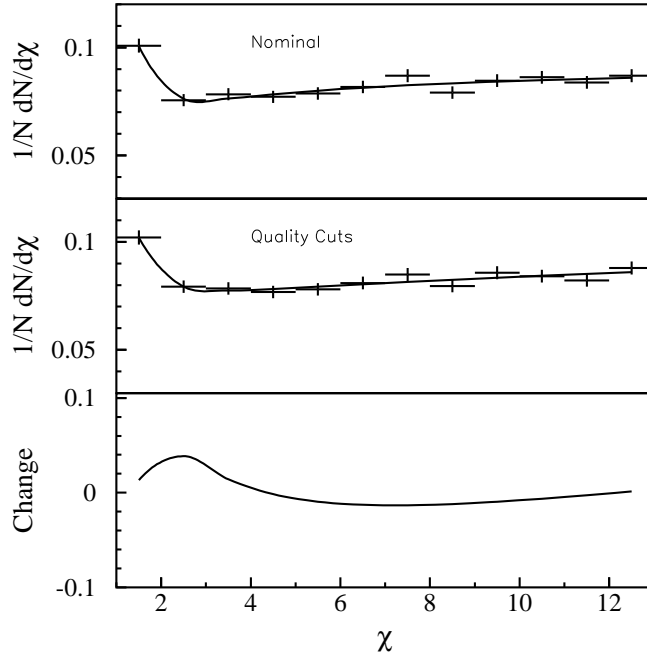 Nominal
1/N dN/dχ
0.1
0.05
Quality Cuts
1/N dN/dχ
0.1
0.05
Change
0.1
0
-0.1
2 4 6 8 10 12
χ